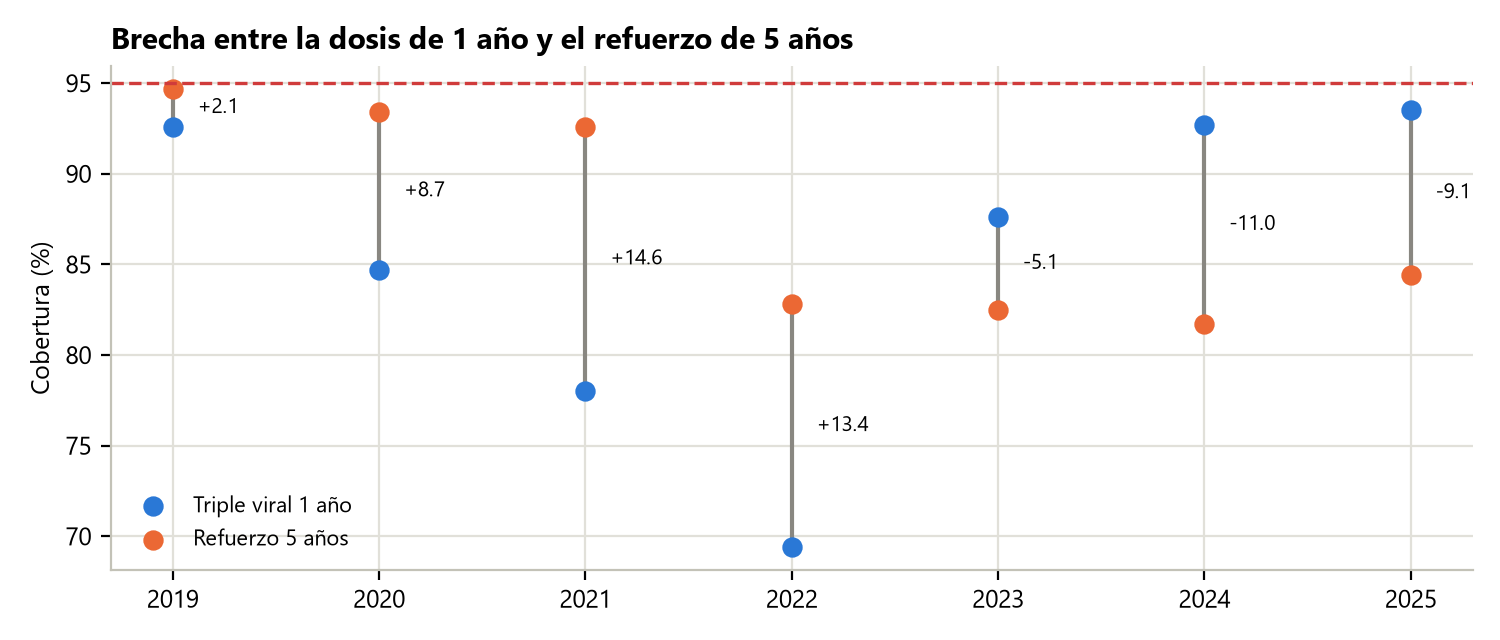 Brecha entre la dosis de 1 año y el refuerzo de 5 años
Cobertura (%)
95
90
85
80
75
70
+2.1
+8.7
+14.6
+13.4
-5.1
-11.0
-9.1
Triple viral 1 año
Refuerzo 5 años
2019 2020 2021 2022 2023 2024 2025